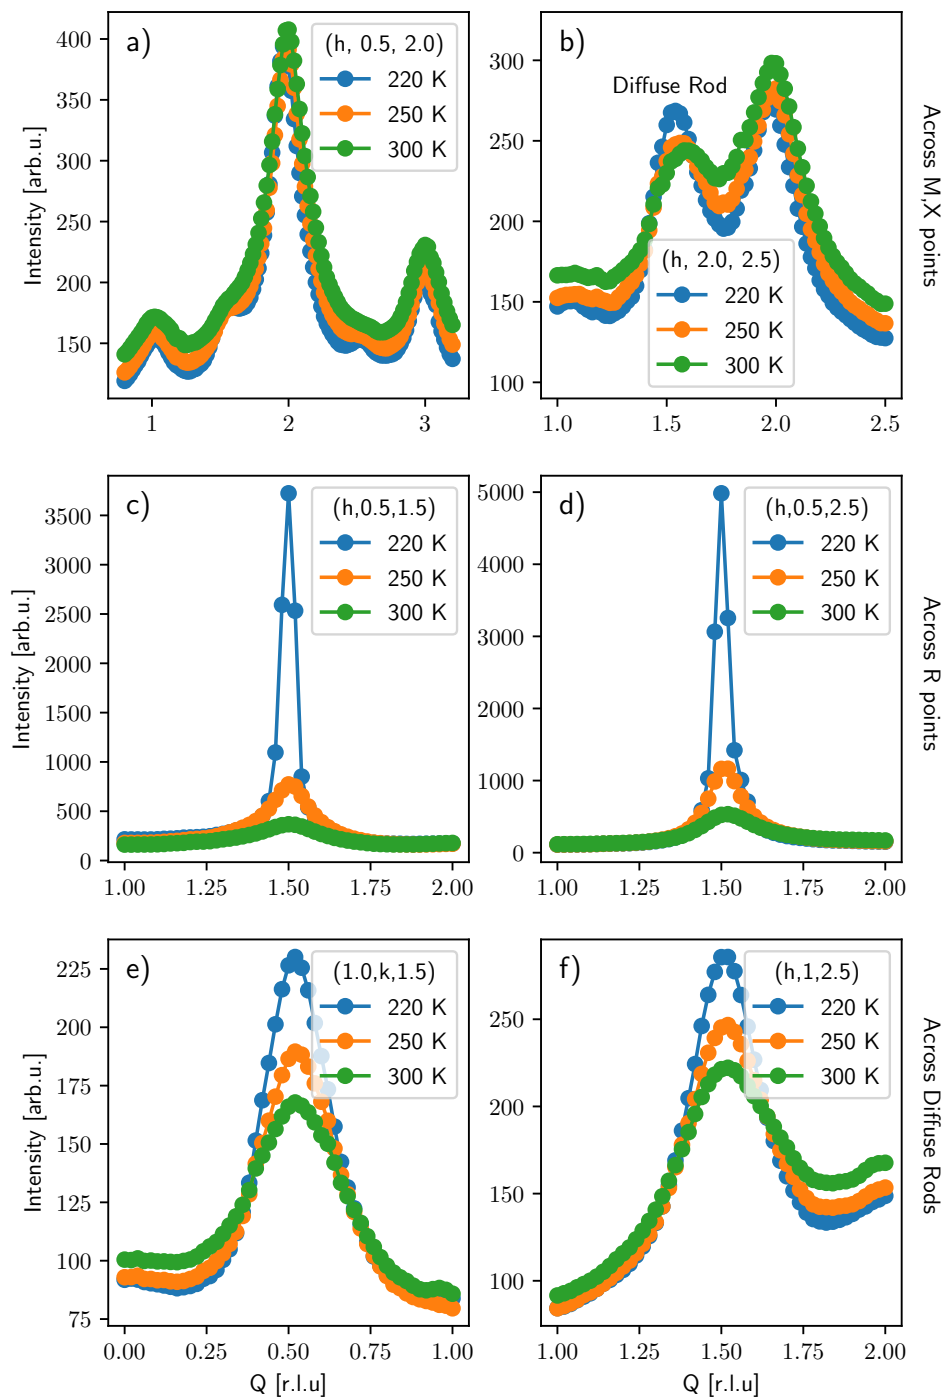 a)
(h, 0.5, 2.0)
220 K
250 K
300 K
Intensity [arb.u.]
400
350
300
250
200
150
1
2
3
b)
Diffuse Rod
(h, 2.0, 2.5)
220 K
250 K
300 K
300
250
200
150
100
1.0
1.5
2.0
2.5
Across M,X points
c)
(h,0.5,1.5)
220 K
250 K
300 K
Intensity [arb.u.]
3500
3000
2500
2000
1500
1000
500
0
1.00
1.25
1.50
1.75
2.00
d)
(h,0.5,2.5)
220 K
250 K
300 K
5000
4000
3000
2000
1000
0
1.00
1.25
1.50
1.75
2.00
Across R points
e)
(1.0,k,1.5)
220 K
250 K
300 K
Intensity [arb.u.]
225
200
175
150
125
100
75
0.00
0.25
0.50
0.75
1.00
Q [r.l.u]
f)
(h,1,2.5)
220 K
250 K
300 K
250
200
150
100
1.00
1.25
1.50
1.75
2.00
Q [r.l.u]
Across Diffuse Rods